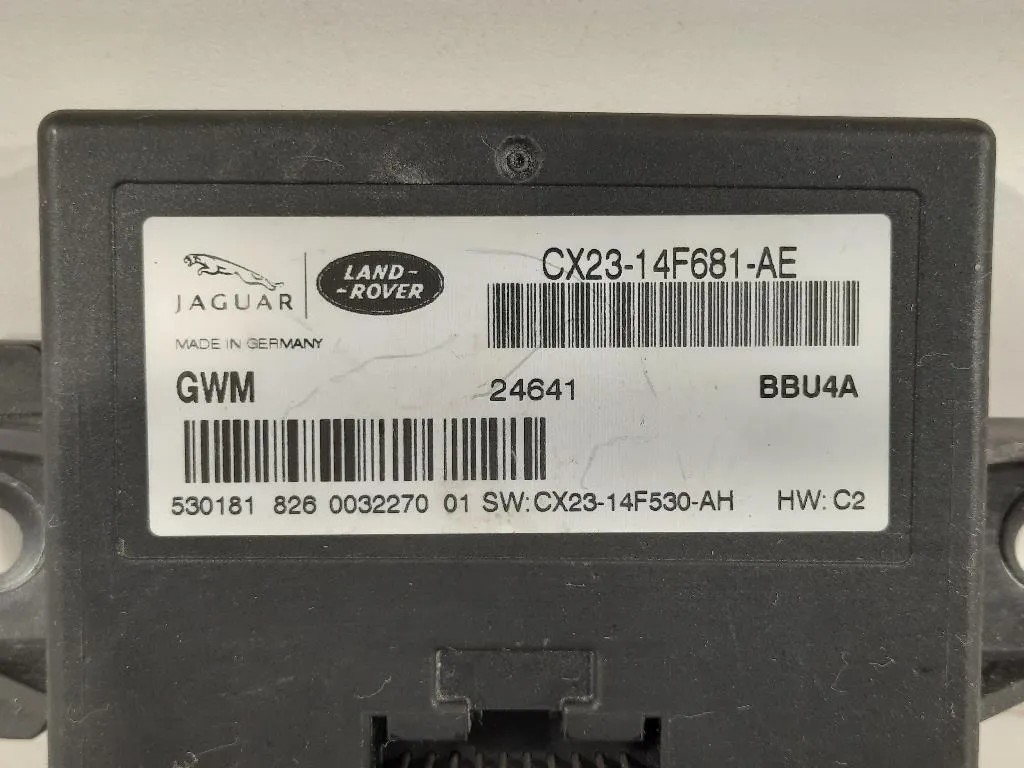 JAGUAR
LAND-
-ROVER
CX23-14F681-AE
MADE IN GERMANY
GWM 24641 BBU4A
530181 826 0032270 01 SW:CX23-14F530-AH HW: C2